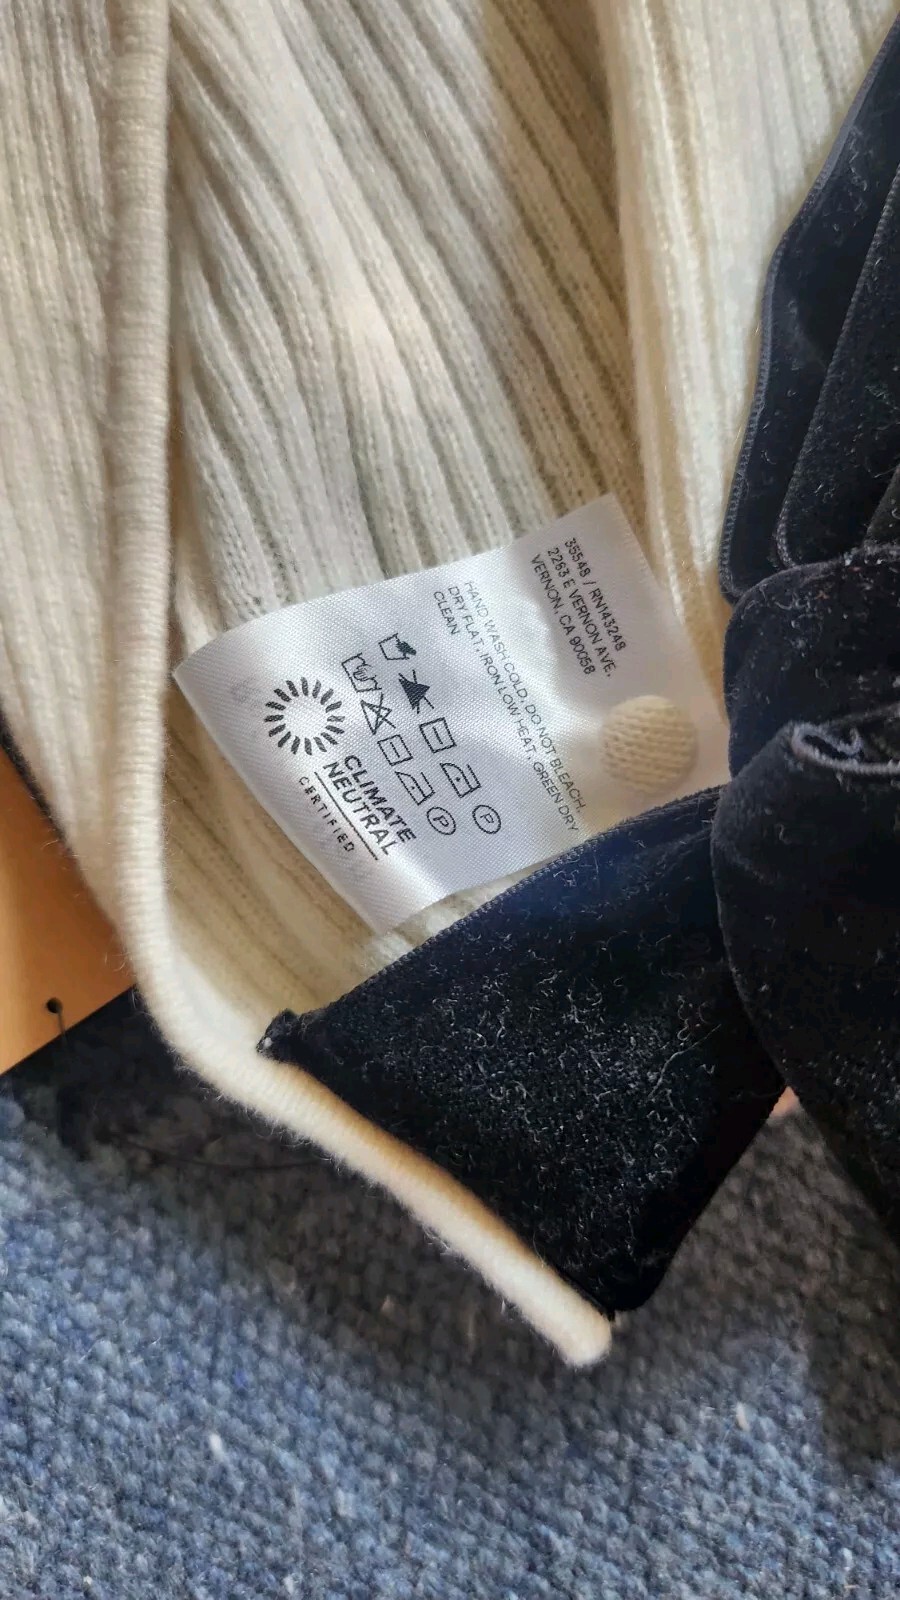 35548 / RN143248
2263 E VERNON AVE.
VERNON, CA 90058
HAND WASH COLD. DO NOT BLEACH.
DRY FLAT. IRON LOW HEAT. GREEN DRY
CLEAN
P
P
CLIMATE
NEUTRAL
CERTIFIED